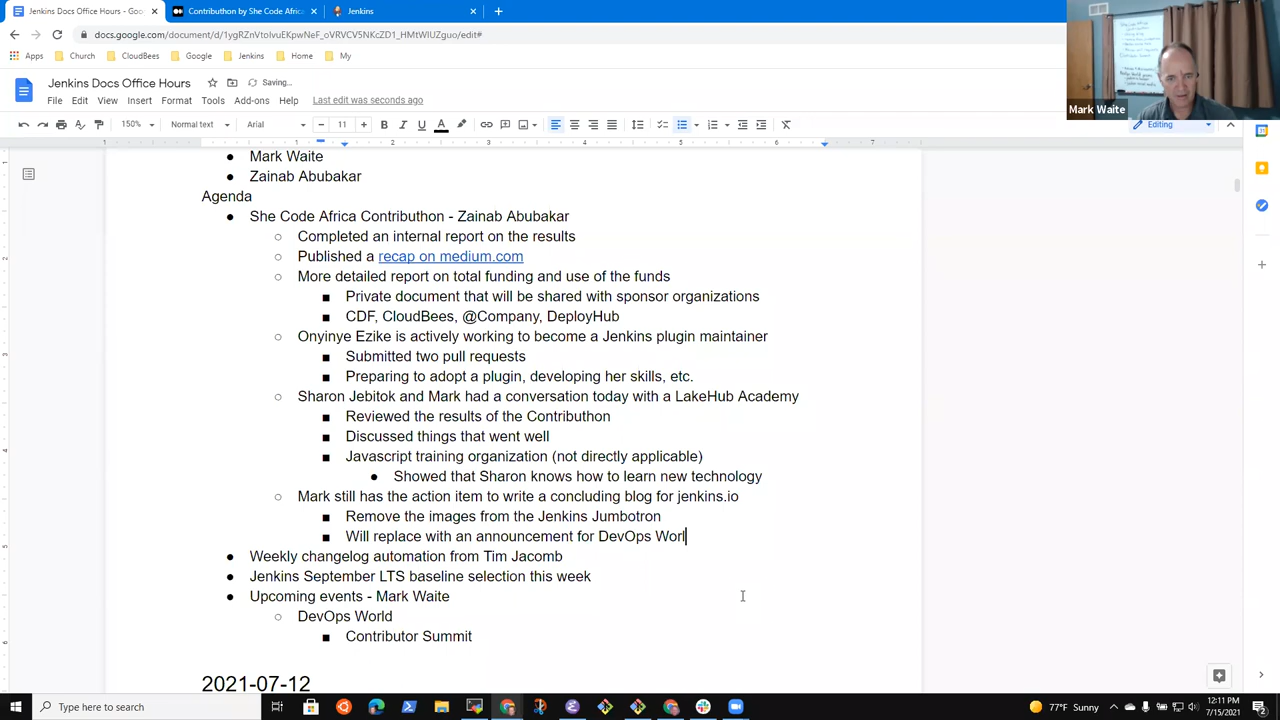 Jenkins Docs Office Hours - Goo
Contributhon by She Code Africa
Jenkins
docs.google.com/document/d/
Apps
Church
CloudBees
Google
Jenkins
Home
My
Mark Waite
Jenkins Docs Office Hours
Saving...
File Edit View Insert Format Tools Add-ons Help Last edit was seconds ago
150% Normal text Arial 11 Editing
1 1 2 3 4 5 6 7
Mark Waite
Zainab Abubakar
Agenda
She Code Africa Contributhon - Zainab Abubakar
Completed an internal report on the results
Published a recap on medium.com
More detailed report on total funding and use of the funds
Private document that will be shared with sponsor organizations
CDF, CloudBees, @Company, DeployHub
Onyinye Ezike is actively working to become a Jenkins plugin maintainer
Submitted two pull requests
Preparing to adopt a plugin, developing her skills, etc.
Sharon Jebitok and Mark had a conversation today with a LakeHub Academy
Reviewed the results of the Contributhon
Discussed things that went well
Javascript training organization (not directly applicable)
Showed that Sharon knows how to learn new technology
Mark still has the action item to write a concluding blog for jenkins.io
Remove the images from the Jenkins Jumbotron
Will replace with an announcement for DevOps Worl
Weekly changelog automation from Tim Jacomb
Jenkins September LTS baseline selection this week
Upcoming events - Mark Waite
DevOps World
Contributor Summit
2021-07-12
Type here to search
77°F Sunny
12:11 PM
7/15/2021
2